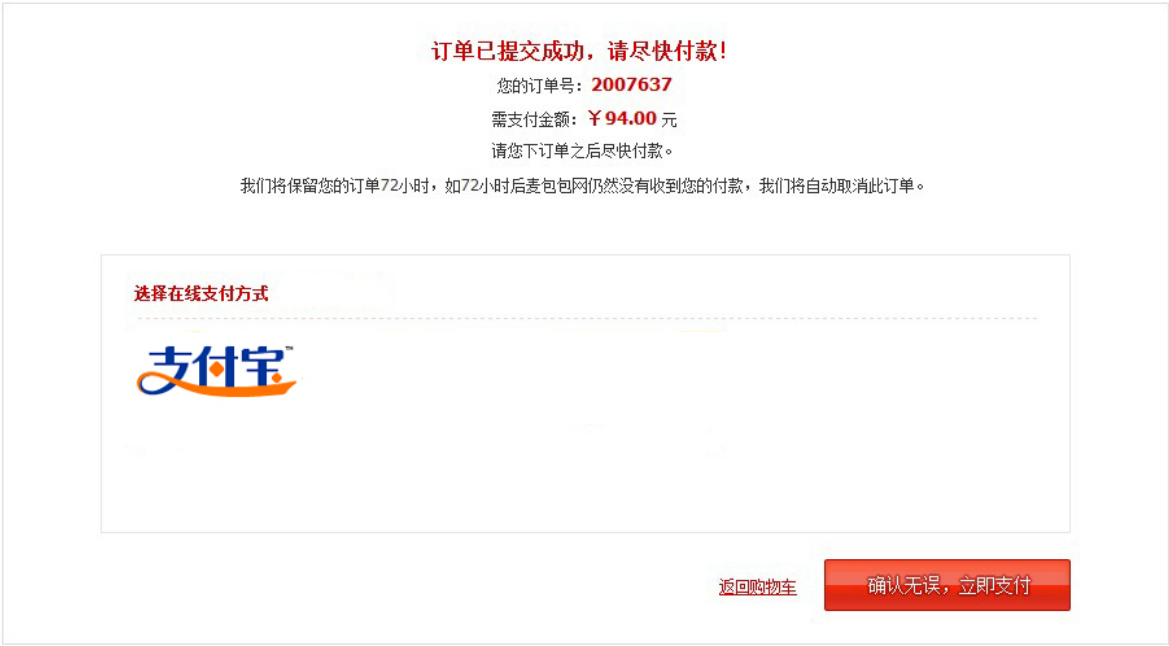 订单已提交成功，请尽快付款！
您的订单号：2007637
需支付金额：￥94.00 元
请您下订单之后尽快付款。
我们将保留您的订单72小时，如72小时后麦包包网仍然没有收到您的付款，我们将自动取消此订单。
选择在线支付方式
支付宝™
返回购物车
确认无误，立即支付